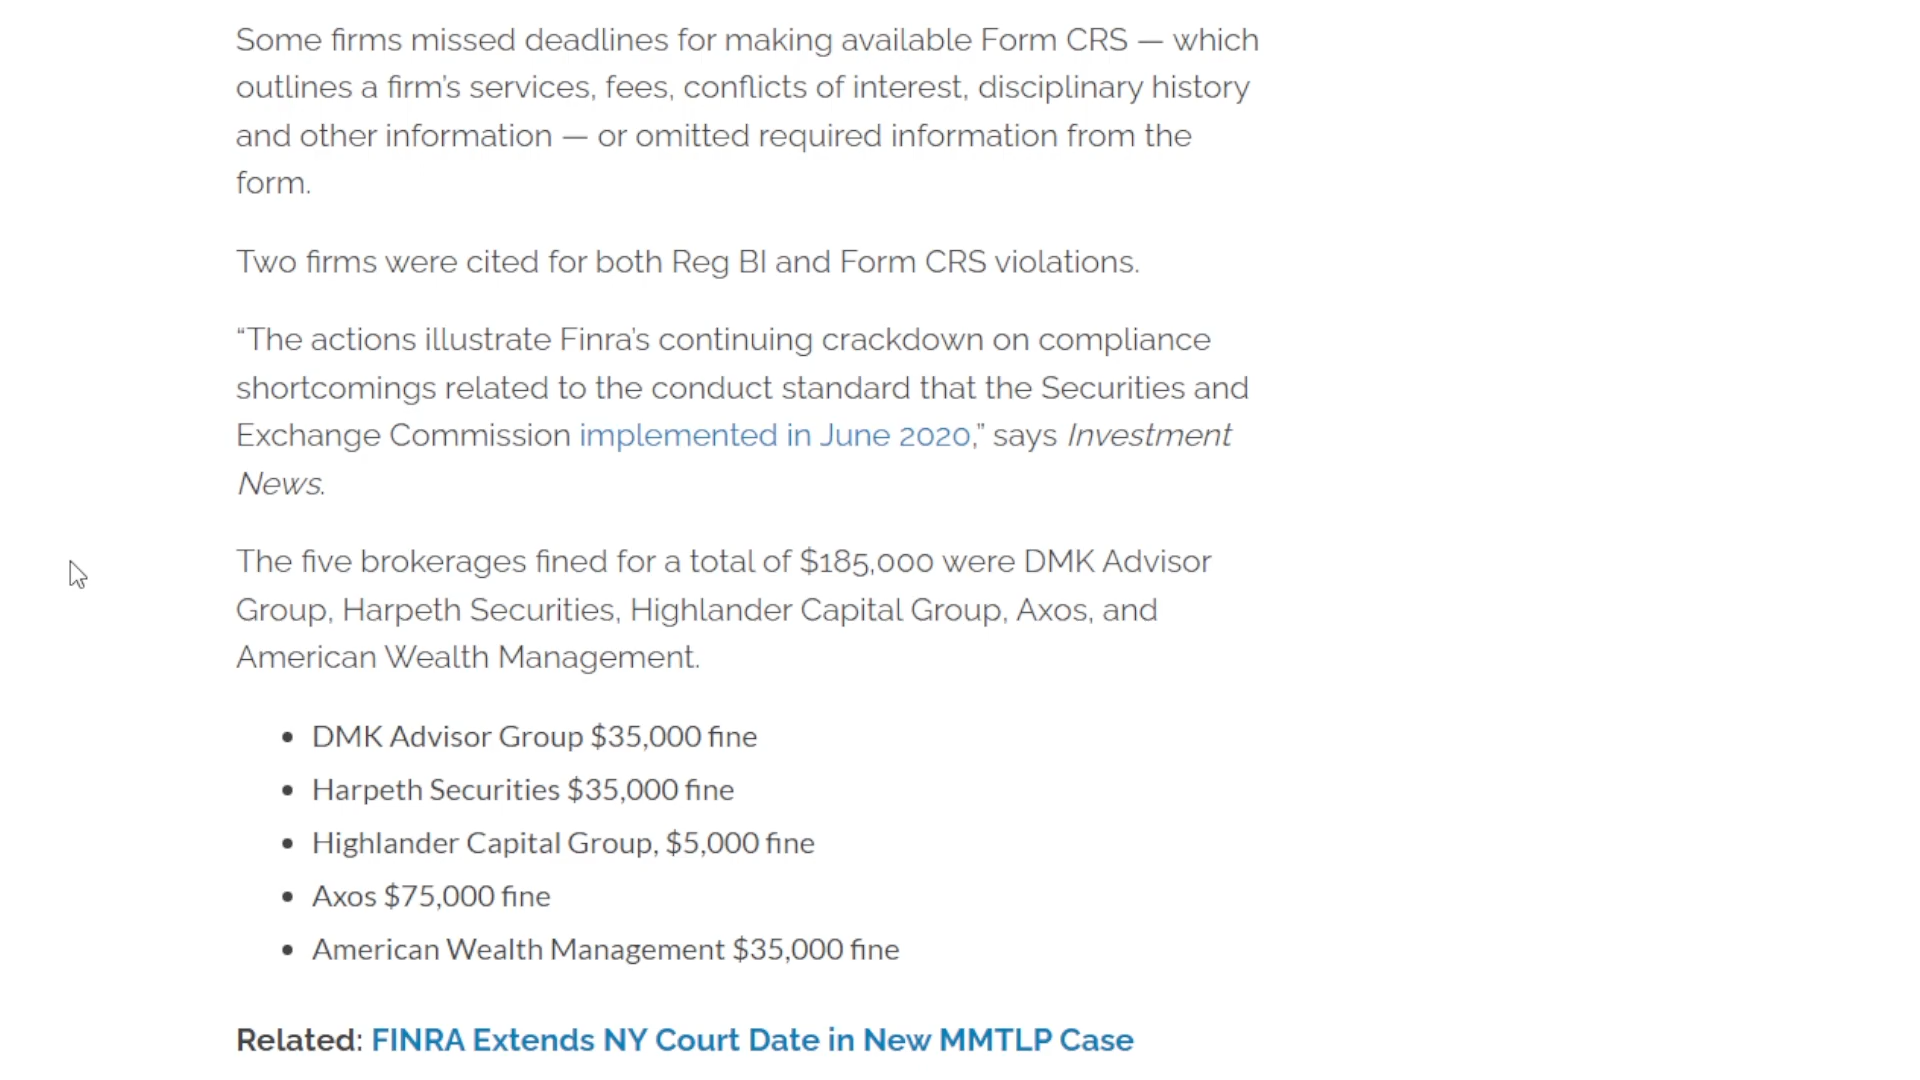 Some firms missed deadlines for making available Form CRS — which
outlines a firm's services, fees, conflicts of interest, disciplinary history
and other information — or omitted required information from the
form.
Two firms were cited for both Reg BI and Form CRS violations.
“The actions illustrate Finra's continuing crackdown on compliance
shortcomings related to the conduct standard that the Securities and
Exchange Commission implemented in June 2020,” says Investment
News.
The five brokerages fined for a total of $185,000 were DMK Advisor
Group, Harpeth Securities, Highlander Capital Group, Axos, and
American Wealth Management.
• DMK Advisor Group $35,000 fine
• Harpeth Securities $35,000 fine
• Highlander Capital Group, $5,000 fine
• Axos $75,000 fine
• American Wealth Management $35,000 fine
Related: FINRA Extends NY Court Date in New MMTLP Case